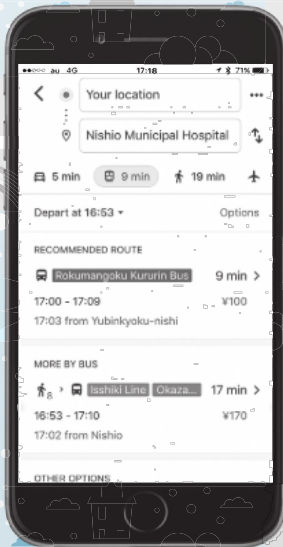 au 4G 17:18 71%
Your location
Nishio Municipal Hospital
5 min 9 min 19 min
Depart at 16:53 Options
RECOMMENDED ROUTE
Rokumangoku Kururin Bus 9 min
17:00 - 17:09 ¥100
17:03 from Yubinkyoku-nishi
MORE BY BUS
8 Isshiki Line Okaza... 17 min
16:53 - 17:10 ¥170
17:02 from Nishio
OTHER OPTIONS